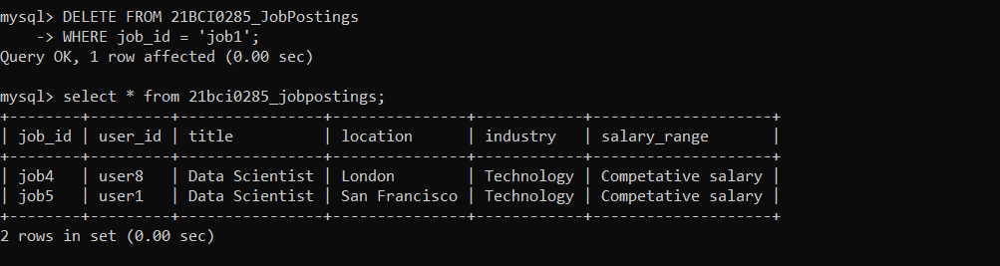 mysql> DELETE FROM 21BCI0285_JobPostings
    -> WHERE job_id = 'job1';
Query OK, 1 row affected (0.00 sec)
mysql> select * from 21bci0285_jobpostings;
+--------+---------+----------------+---------------+------------+--------------------+
| job_id | user_id | title          | location      | industry   | salary_range       |
+--------+---------+----------------+---------------+------------+--------------------+
| job4   | user8   | Data Scientist | London        | Technology | Competative salary |
| job5   | user1   | Data Scientist | San Francisco | Technology | Competative salary |
+--------+---------+----------------+---------------+------------+--------------------+
2 rows in set (0.00 sec)